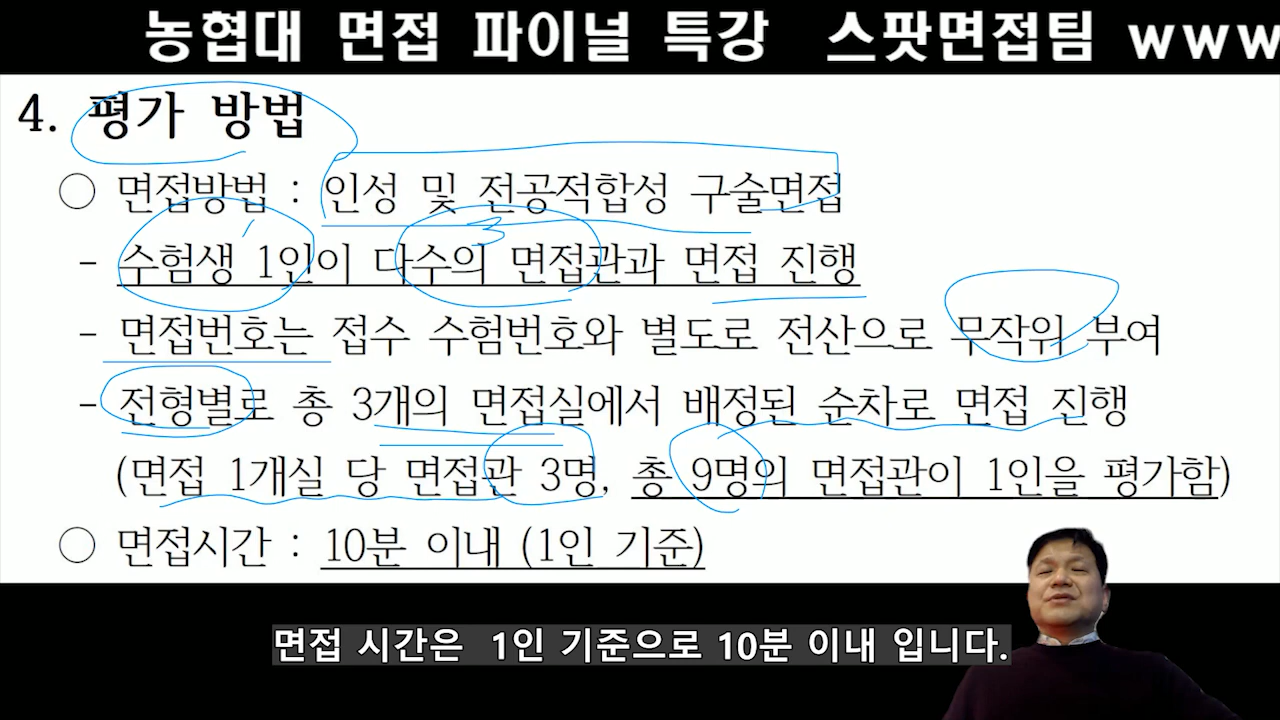 농협대 면접 파이널 특강 스팟면접팀 www
4. 평가 방법
○ 면접방법 : 인성 및 전공적합성 구술면접
- 수험생 1인이 다수의 면접관과 면접 진행
- 면접번호는 접수 수험번호와 별도로 전산으로 무작위 부여
- 전형별로 총 3개의 면접실에서 배정된 순차로 면접 진행
(면접 1개실 당 면접관 3명, 총 9명의 면접관이 1인을 평가함)
○ 면접시간 : 10분 이내 (1인 기준)
면접 시간은 1인 기준으로 10분 이내 입니다.